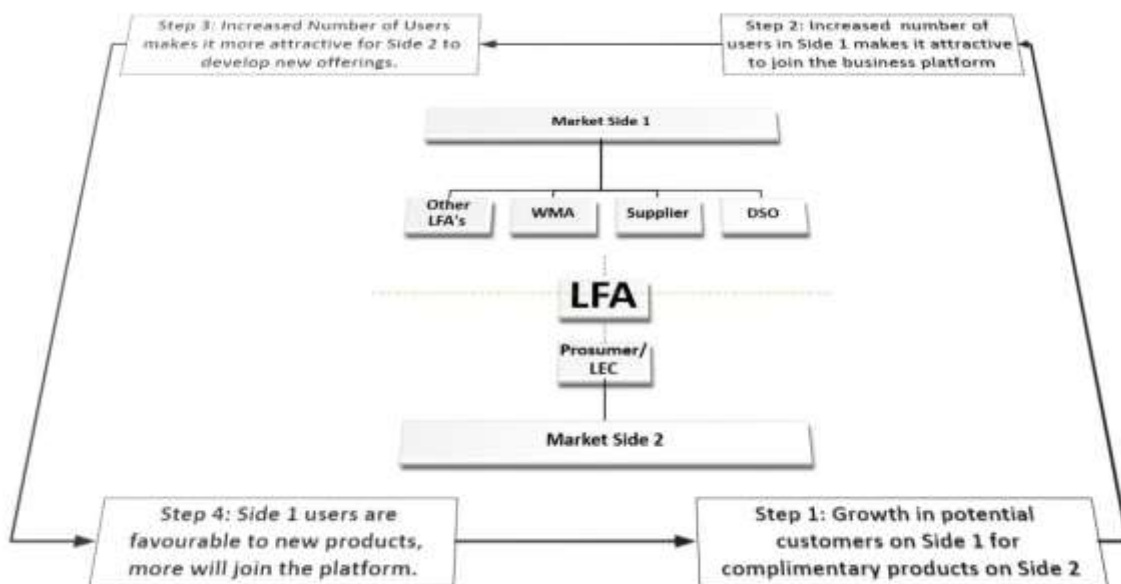 Step 3: Increased Number of Users
makes it more attractive for Side 2 to
develop new offerings.
Step 2: Increased number of
users in Side 1 makes it attractive
to join the business platform
Market Side 1
Other
LFA's
WMA
Supplier
DSO
LFA
Prosumer/
LEC
Market Side 2
Step 4: Side 1 users are
favourable to new products,
more will join the platform.
Step 1: Growth in potential
customers on Side 1 for
complimentary products on Side 2